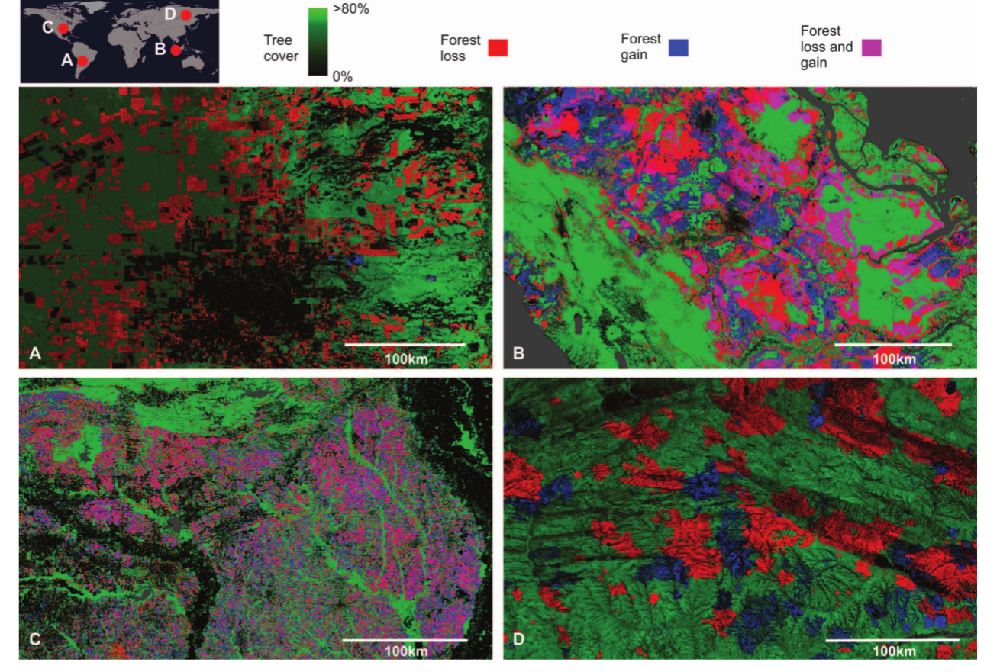 D
C
B
A
Tree
cover
>80%
0%
Forest
loss
Forest
gain
Forest
loss and
gain
A
100km
B
100km
C
100km
D
100km